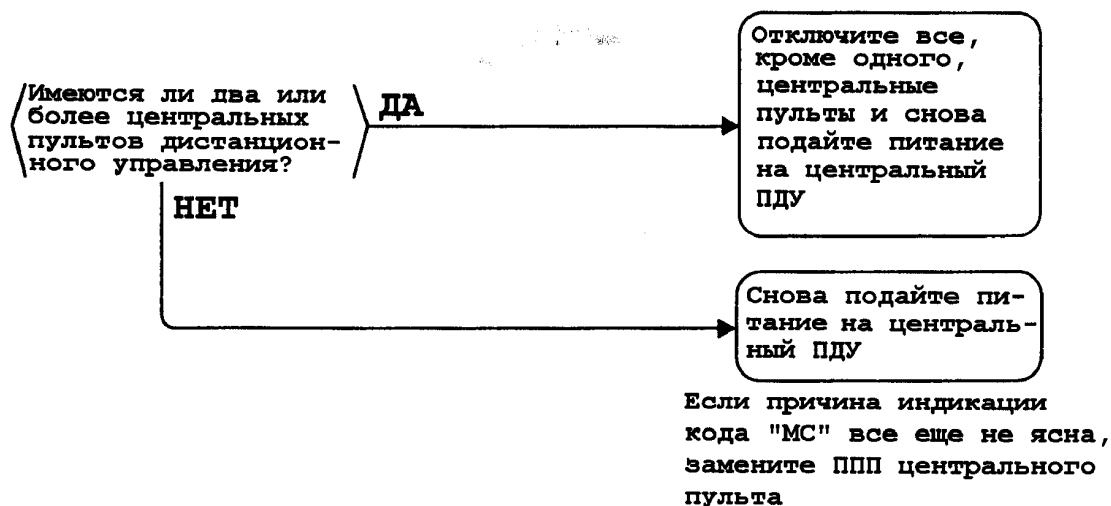 Имеются ли два или
более центральных
пультов дистанцион-
ного управления?
ДА
Отключите все,
кроме одного,
центральные
пульты и снова
подайте питание
на центральный
ПДУ
НЕТ
Снова подайте пи-
тание на централь-
ный ПДУ
Если причина индикации
кода "МС" все еще не ясна,
замените ППП центрального
пульта